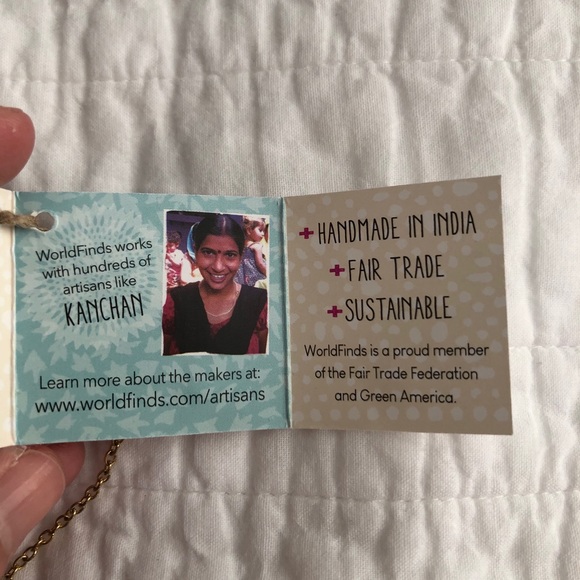 WorldFinds works
with hundreds of
artisans like
KANCHAN
Learn more about the makers at:
www.worldfinds.com/artisans
+HANDMADE IN INDIA
+FAIR TRADE
+SUSTAINABLE
WorldFinds is a proud member
of the Fair Trade Federation
and Green America.